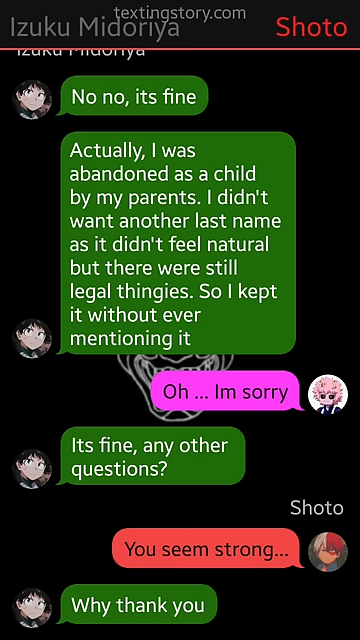 textingstory.com
Izuku Midoriya
Shoto
Izuku Midoriya
No no, its fine
Actually, I was
abandoned as a child
by my parents. I didn't
want another last name
as it didn't feel natural
but there were still
legal thingies. So I kept
it without ever
mentioning it
Oh ... Im sorry
Its fine, any other
questions?
Shoto
You seem strong...
Why thank you